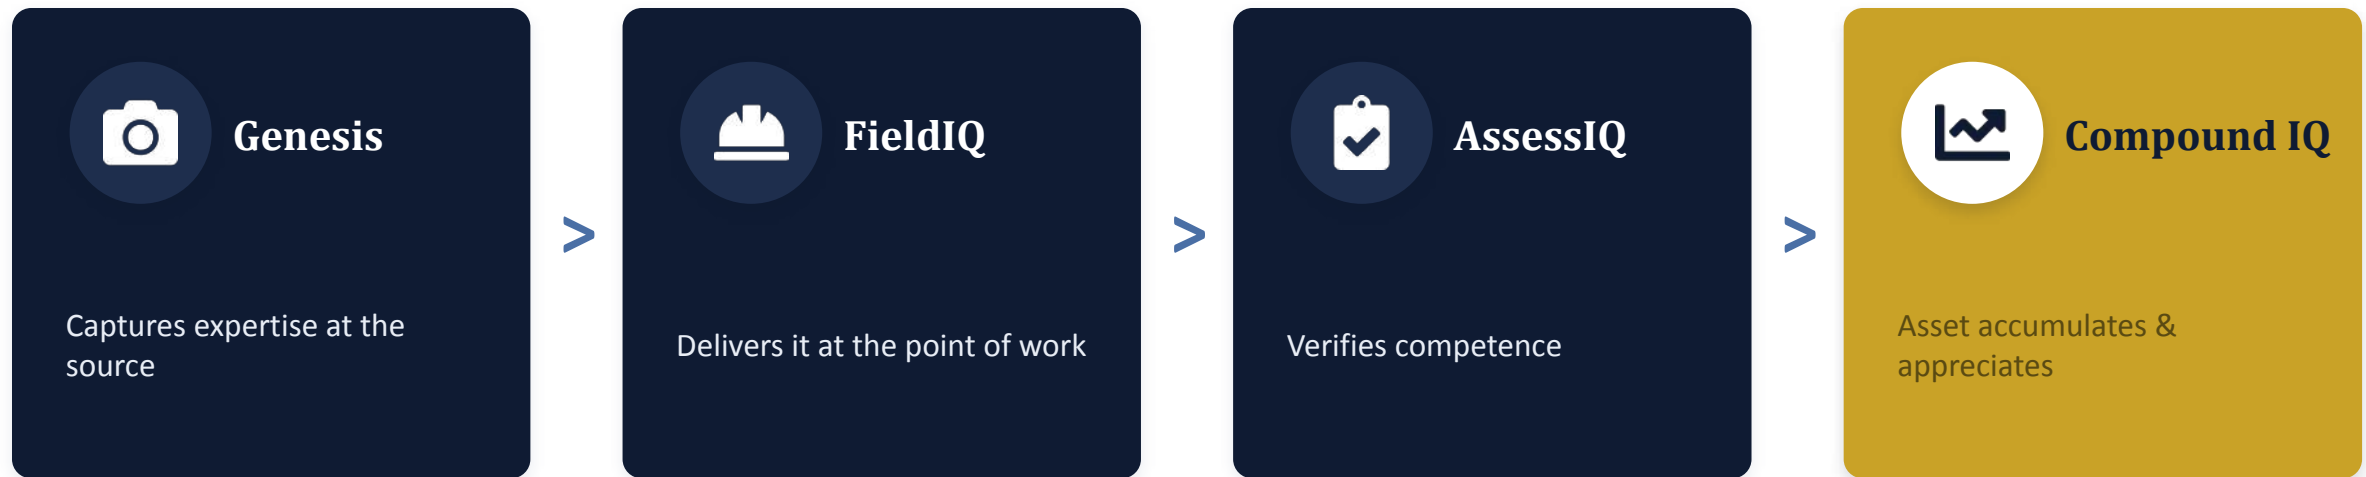 Genesis
Captures expertise at the
source
>
FieldIQ
Delivers it at the point of work
>
AssessIQ
Verifies competence
>
Compound IQ
Asset accumulates &
appreciates